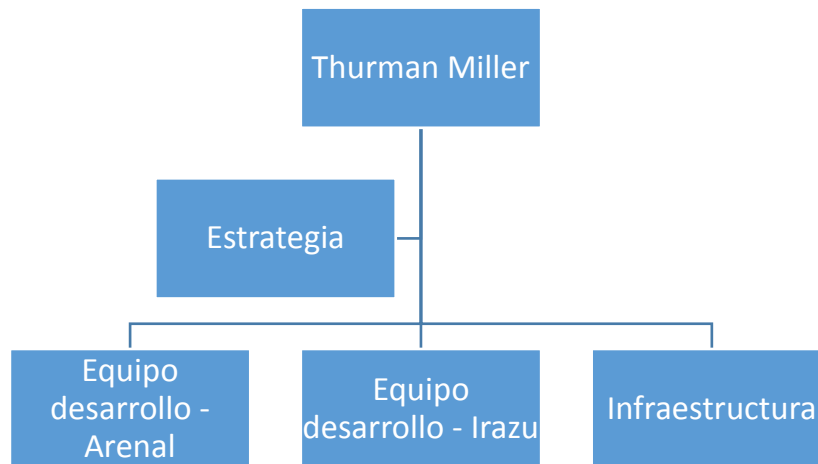 Thurman Miller
Estrategia
Equipo
desarrollo -
Arenal
Equipo
desarrollo - Irazu
Infraestructura